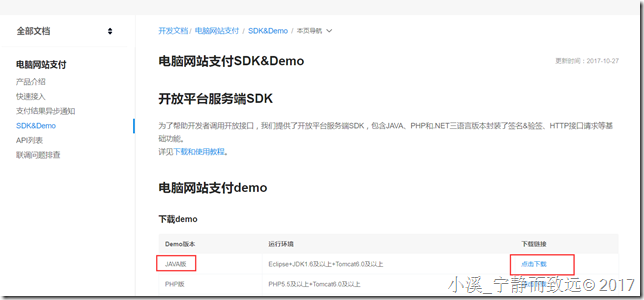 全部文档
开发文档 / 电脑网站支付 / SDK&Demo / 本页导航
电脑网站支付SDK&Demo
更新时间：2017-10-27
电脑网站支付
产品介绍
快速接入
支付结果异步通知
SDK&Demo
API列表
联调问题排查
开放平台服务端SDK
为了帮助开发者调用开放接口，我们提供了开放平台服务端SDK，包含JAVA、PHP和.NET三语言版本封装了签名&验签、HTTP接口请求等基
础功能。
详见下载和使用教程。
电脑网站支付demo
下载demo
Demo版本 运行环境 下载链接
JAVA版 Eclipse+JDK1.6及以上+Tomcat6.0及以上 点击下载
PHP版 PHP5.5及以上+Tomcat6.0及以上
小溪_宁静而致远© 2017